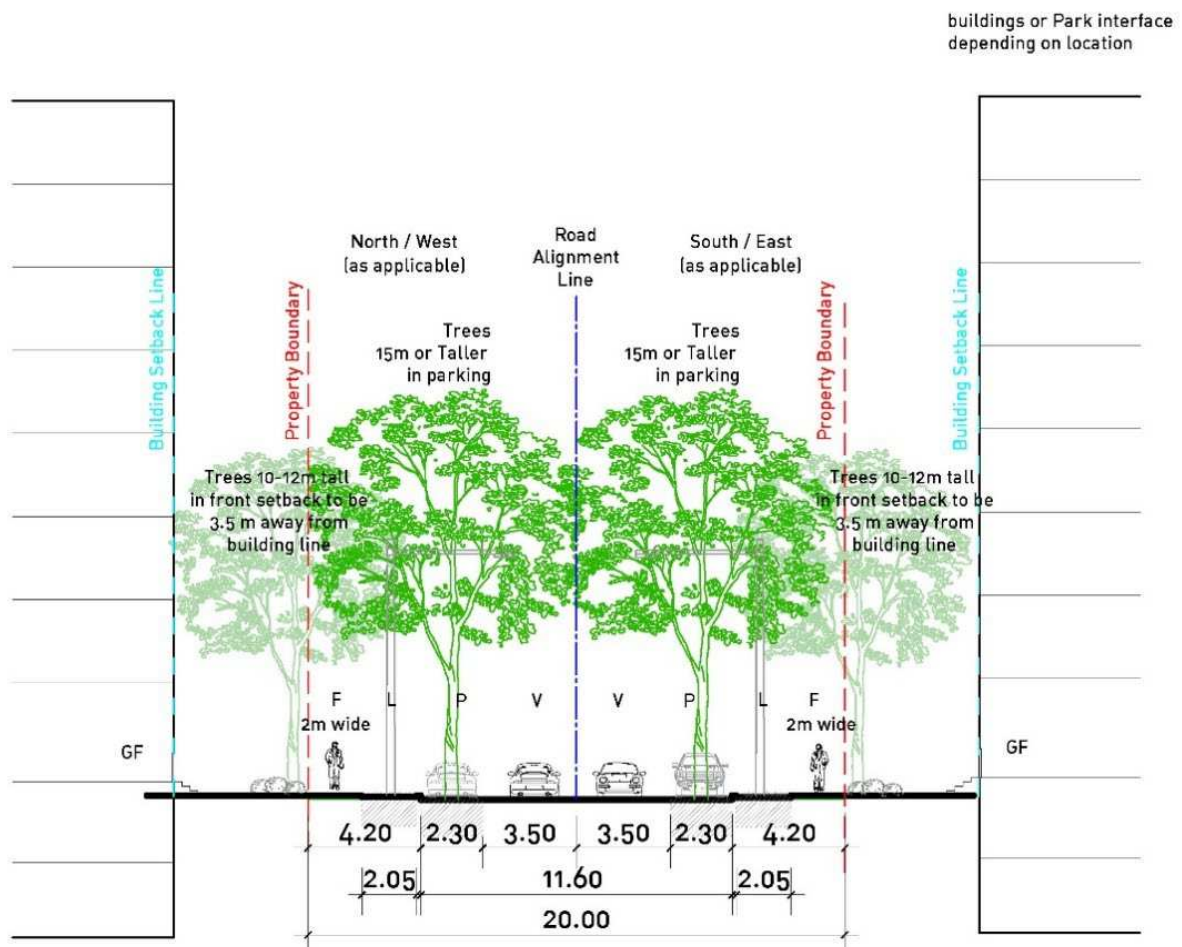 buildings or Park interface
depending on location
North / West
(as applicable)
Road
Alignment
Line
South / East
(as applicable)
Building Setback Line
Property Boundary
Property Boundary
Building Setback Line
Trees
15m or Taller
in parking
Trees
15m or Taller
in parking
Trees 10-12m tall
in front setback to be
3.5 m away from
building line
Trees 10-12m tall
in front setback to be
3.5 m away from
building line
F L P V V P L F
2m wide
2m wide
GF
GF
4.20 2.30 3.50 3.50 2.30 4.20
2.05 11.60 2.05
20.00